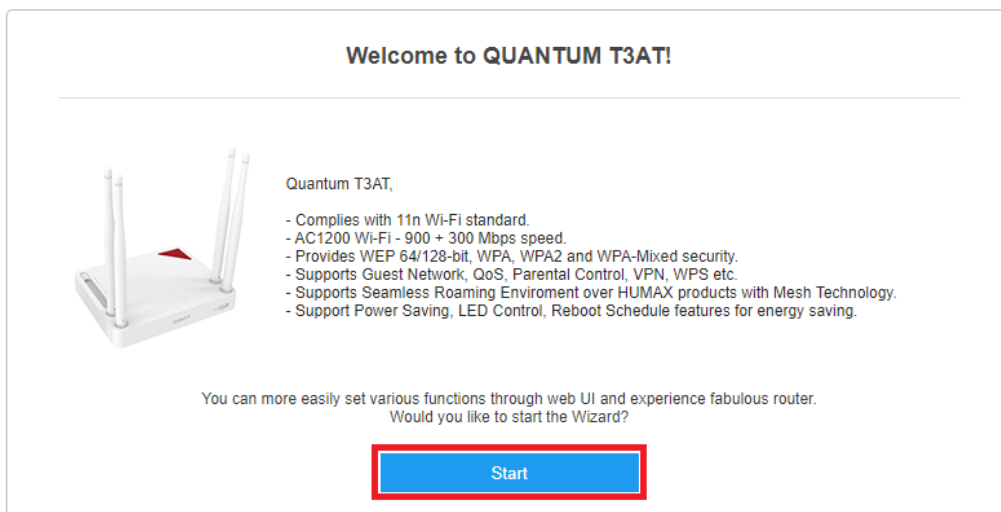 Welcome to QUANTUM T3AT!
Quantum T3AT,
- Complies with 11n Wi-Fi standard.
- AC1200 Wi-Fi - 900 + 300 Mbps speed.
- Provides WEP 64/128-bit, WPA, WPA2 and WPA-Mixed security.
- Supports Guest Network, QoS, Parental Control, VPN, WPS etc.
- Supports Seamless Roaming Enviroment over HUMAX products with Mesh Technology.
- Support Power Saving, LED Control, Reboot Schedule features for energy saving.
You can more easily set various functions through web UI and experience fabulous router.
Would you like to start the Wizard?
Start